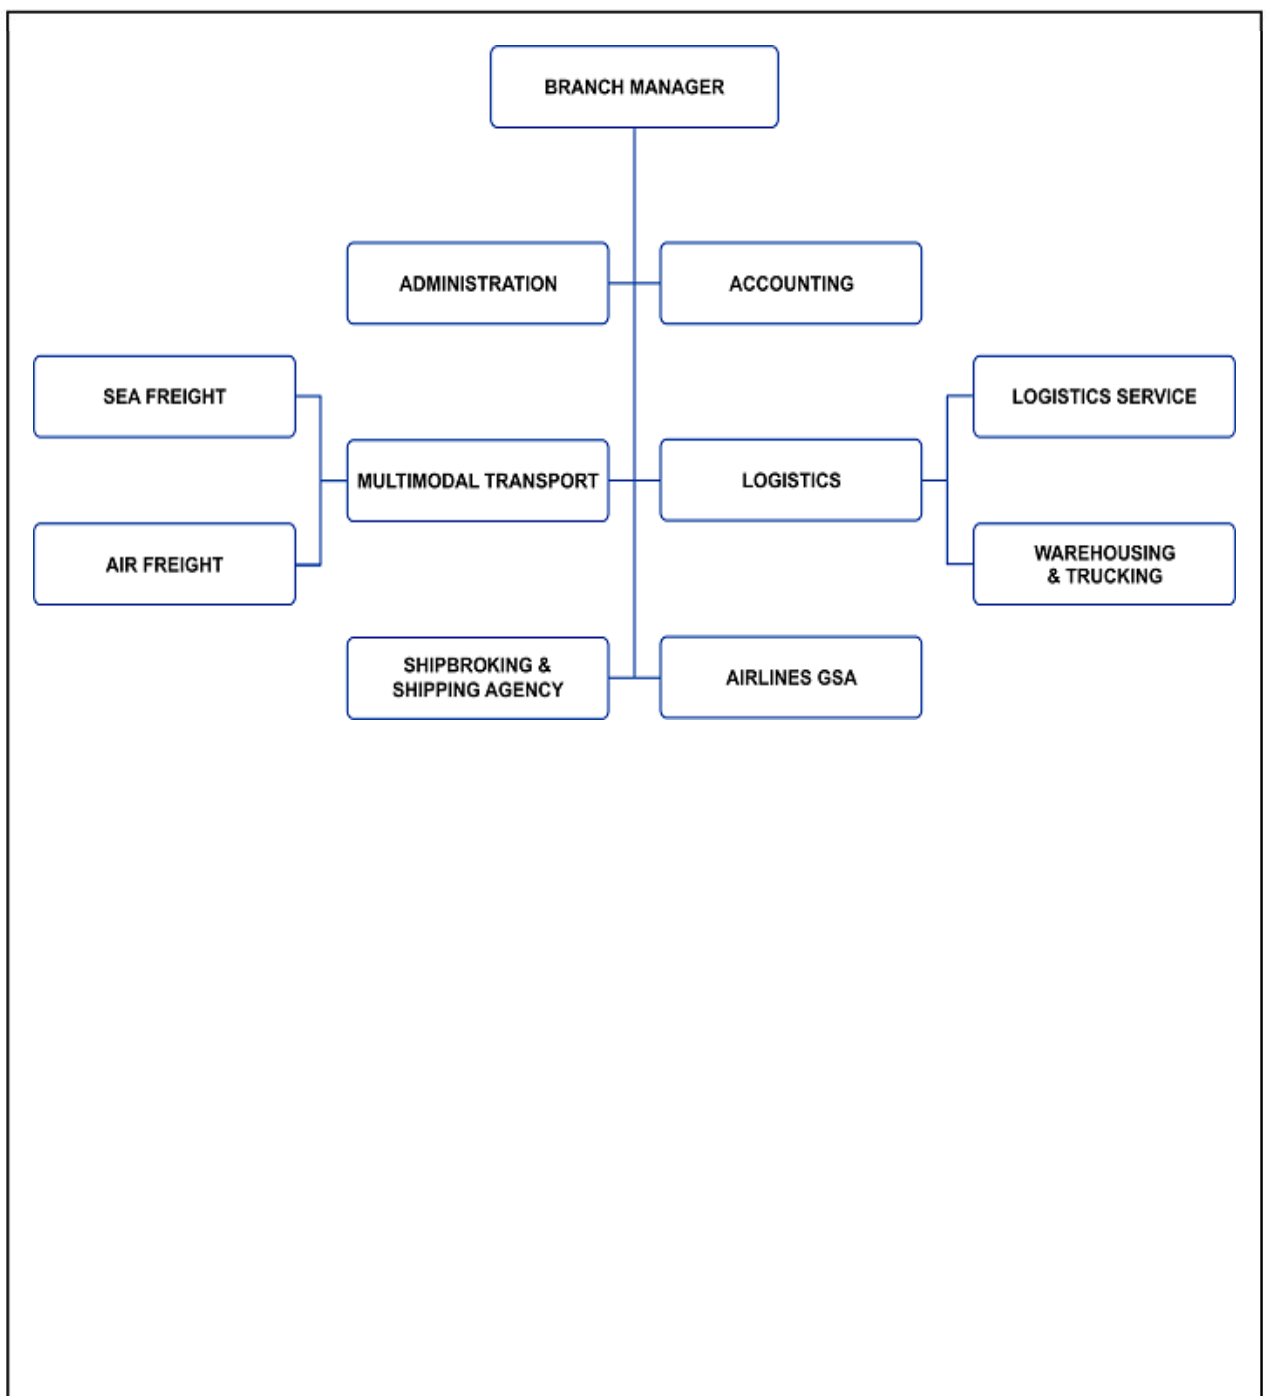 BRANCH MANAGER
ADMINISTRATION
ACCOUNTING
SEA FREIGHT
LOGISTICS SERVICE
MULTIMODAL TRANSPORT
LOGISTICS
AIR FREIGHT
WAREHOUSING
& TRUCKING
SHIPBROKING &
SHIPPING AGENCY
AIRLINES GSA